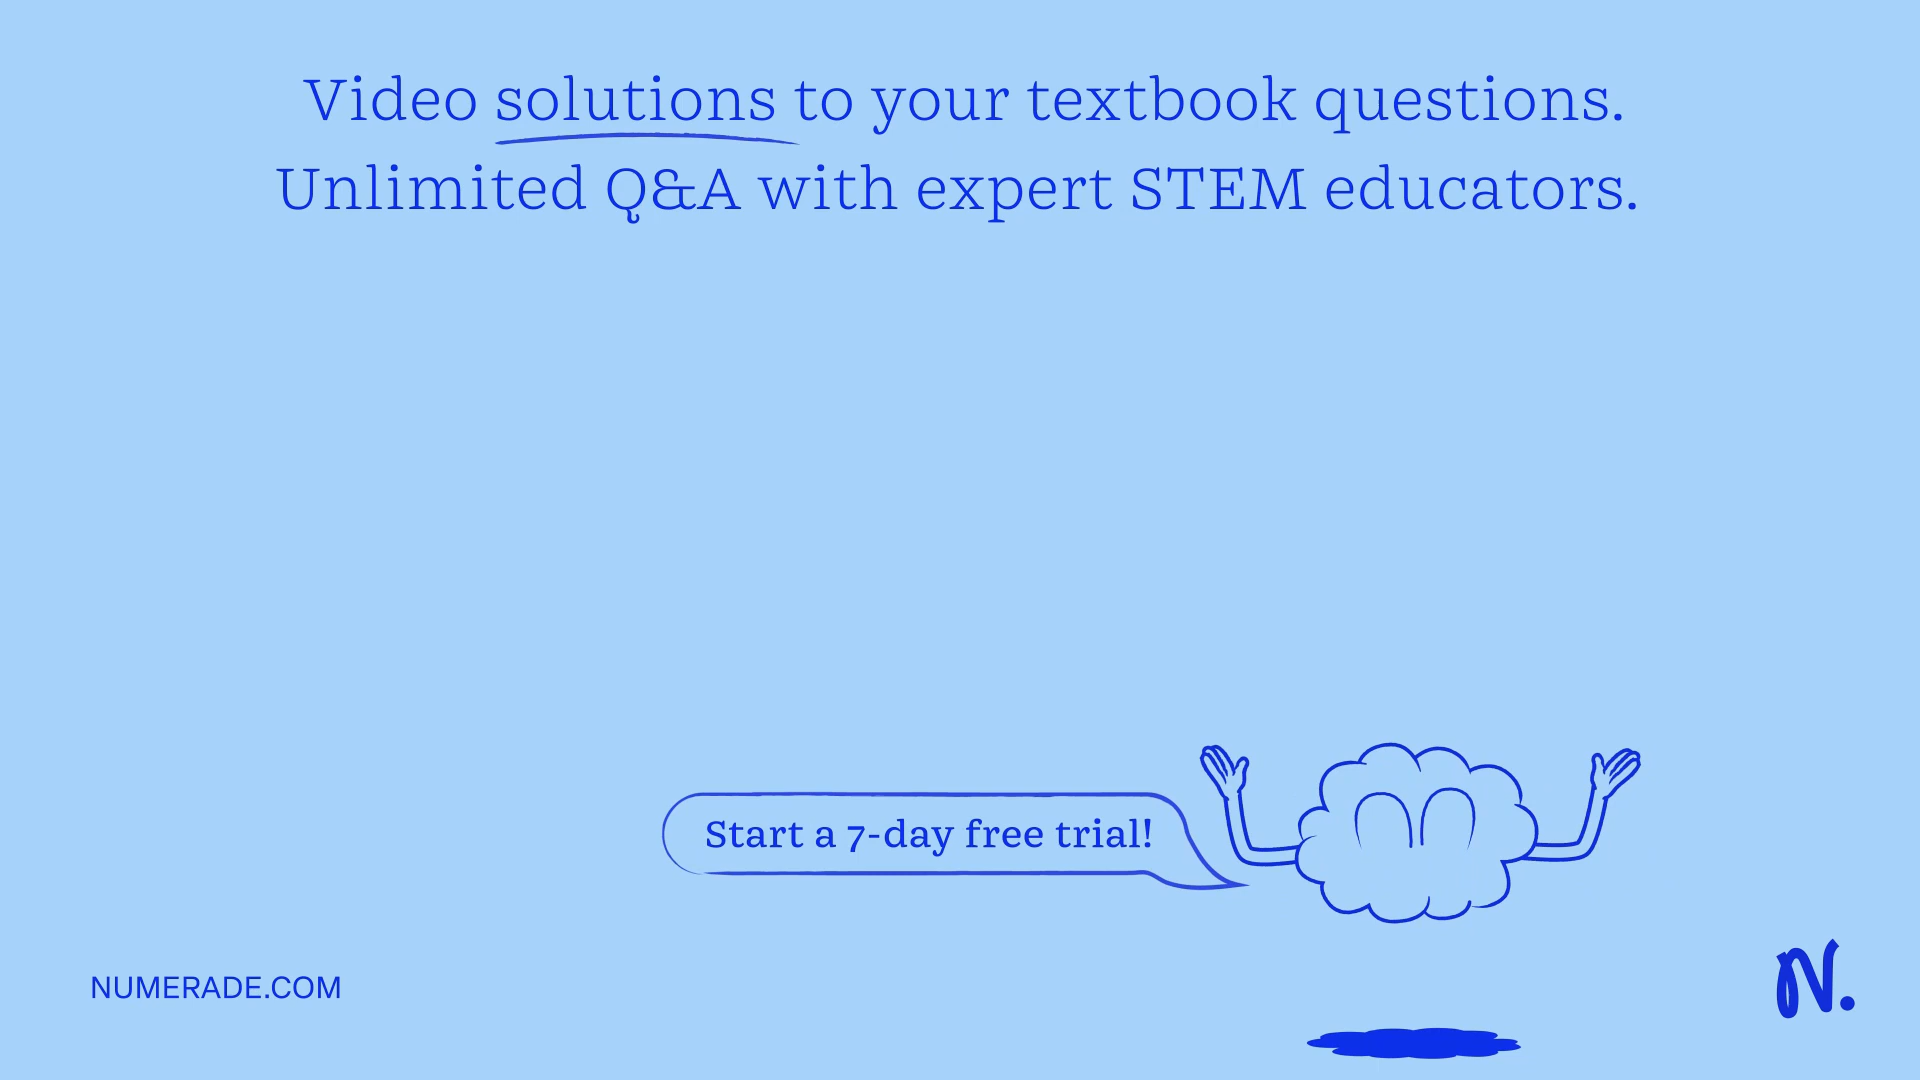 Video solutions to your textbook questions.
Unlimited Q&A with expert STEM educators.
Start a 7-day free trial!
NUMERADE.COM
N.